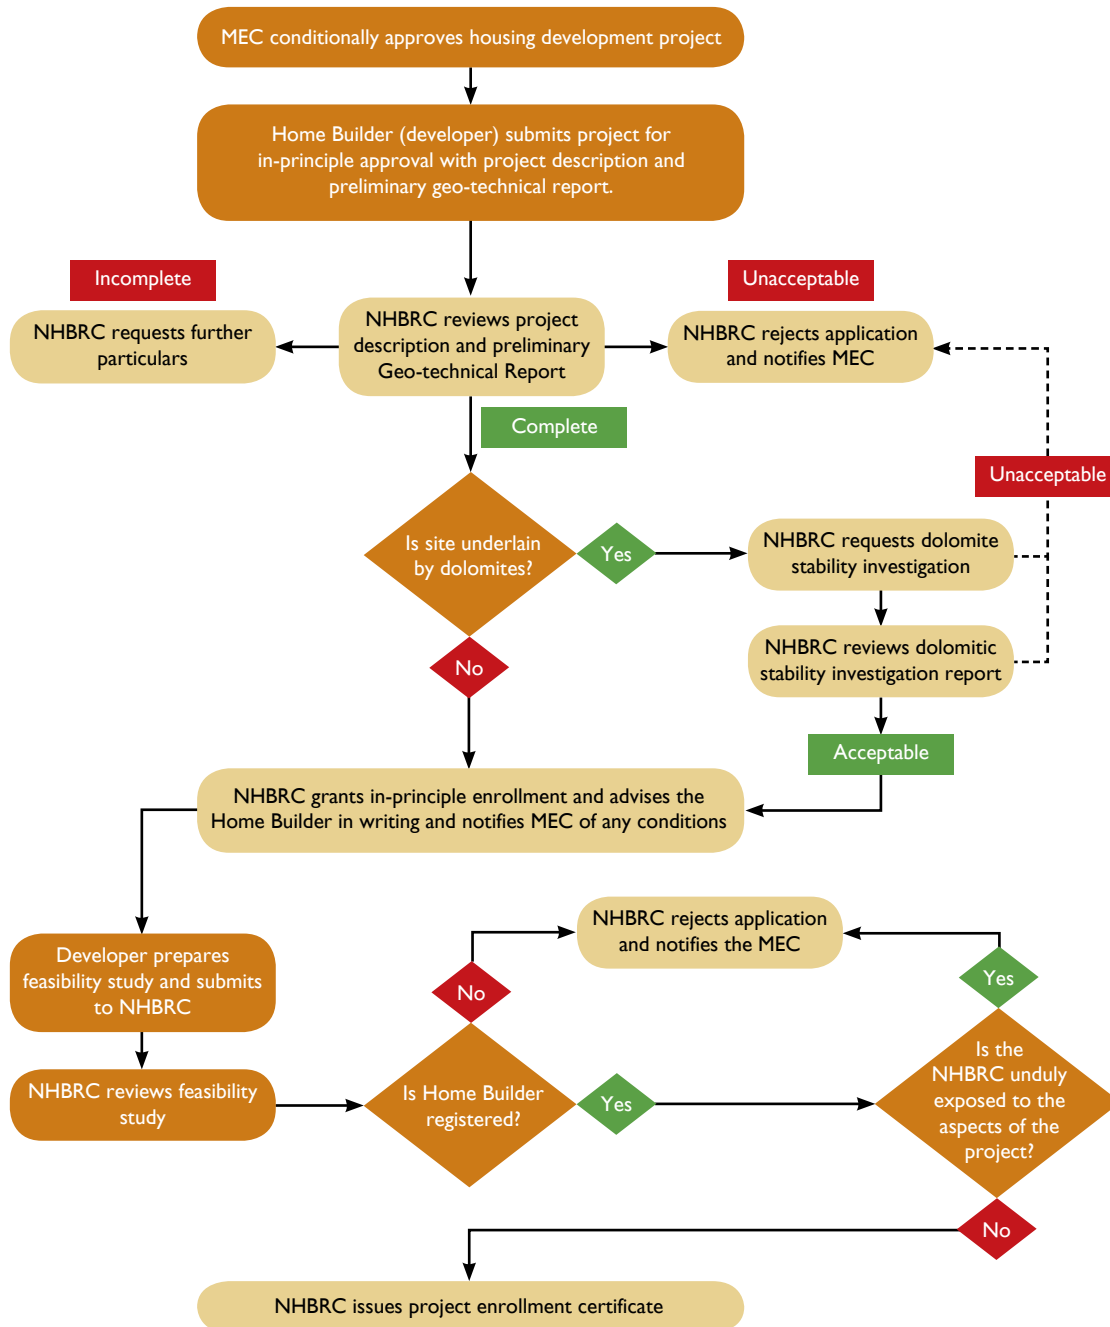 MEC conditionally approves housing development project
Home Builder (developer) submits project for
in-principle approval with project description and
preliminary geo-technical report.
Incomplete
Unacceptable
NHBRC requests further
particulars
NHBRC reviews project
description and preliminary
Geo-technical Report
NHBRC rejects application
and notifies MEC
Complete
Unacceptable
Is site underlain
by dolomites?
Yes
NHBRC requests dolomite
stability investigation
No
NHBRC reviews dolomitic
stability investigation report
Acceptable
NHBRC grants in-principle enrollment and advises the
Home Builder in writing and notifies MEC of any conditions
NHBRC rejects application
and notifies the MEC
Developer prepares
feasibility study and submits
to NHBRC
No
Yes
NHBRC reviews feasibility
study
Is Home Builder
registered?
Yes
Is the
NHBRC unduly
exposed to the
aspects of the
project?
No
NHBRC issues project enrollment certificate